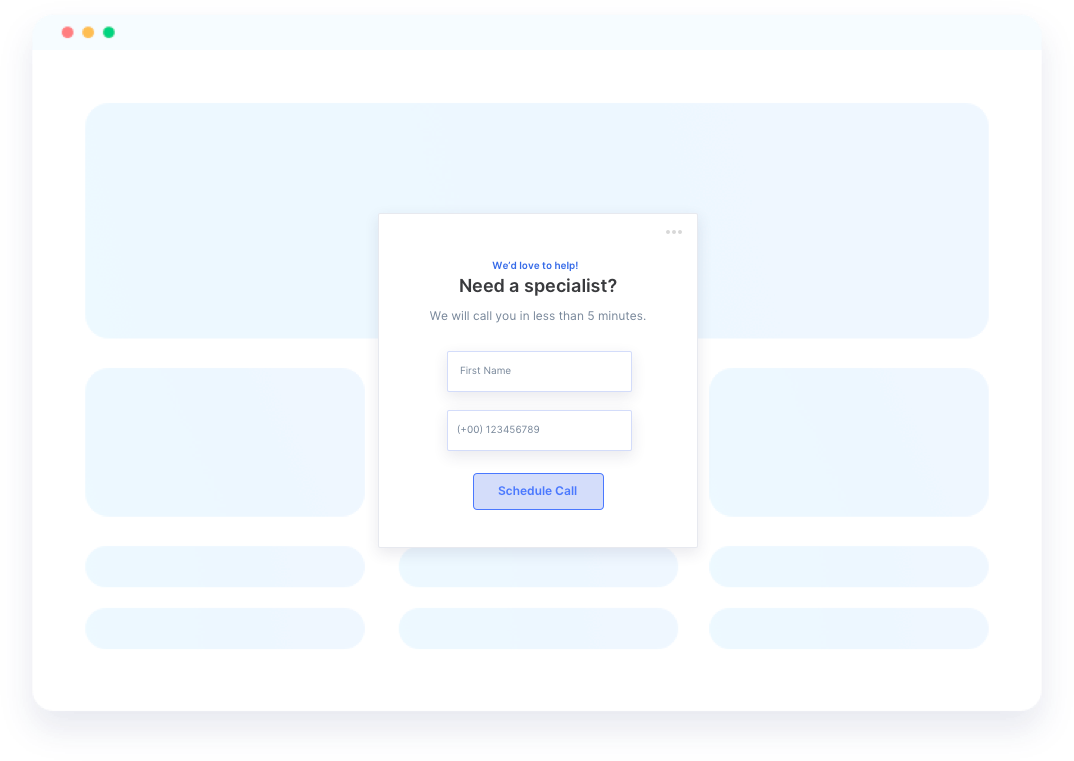 We'd love to help!
Need a specialist?
We will call you in less than 5 minutes.
First Name
(+00) 123456789
Schedule Call